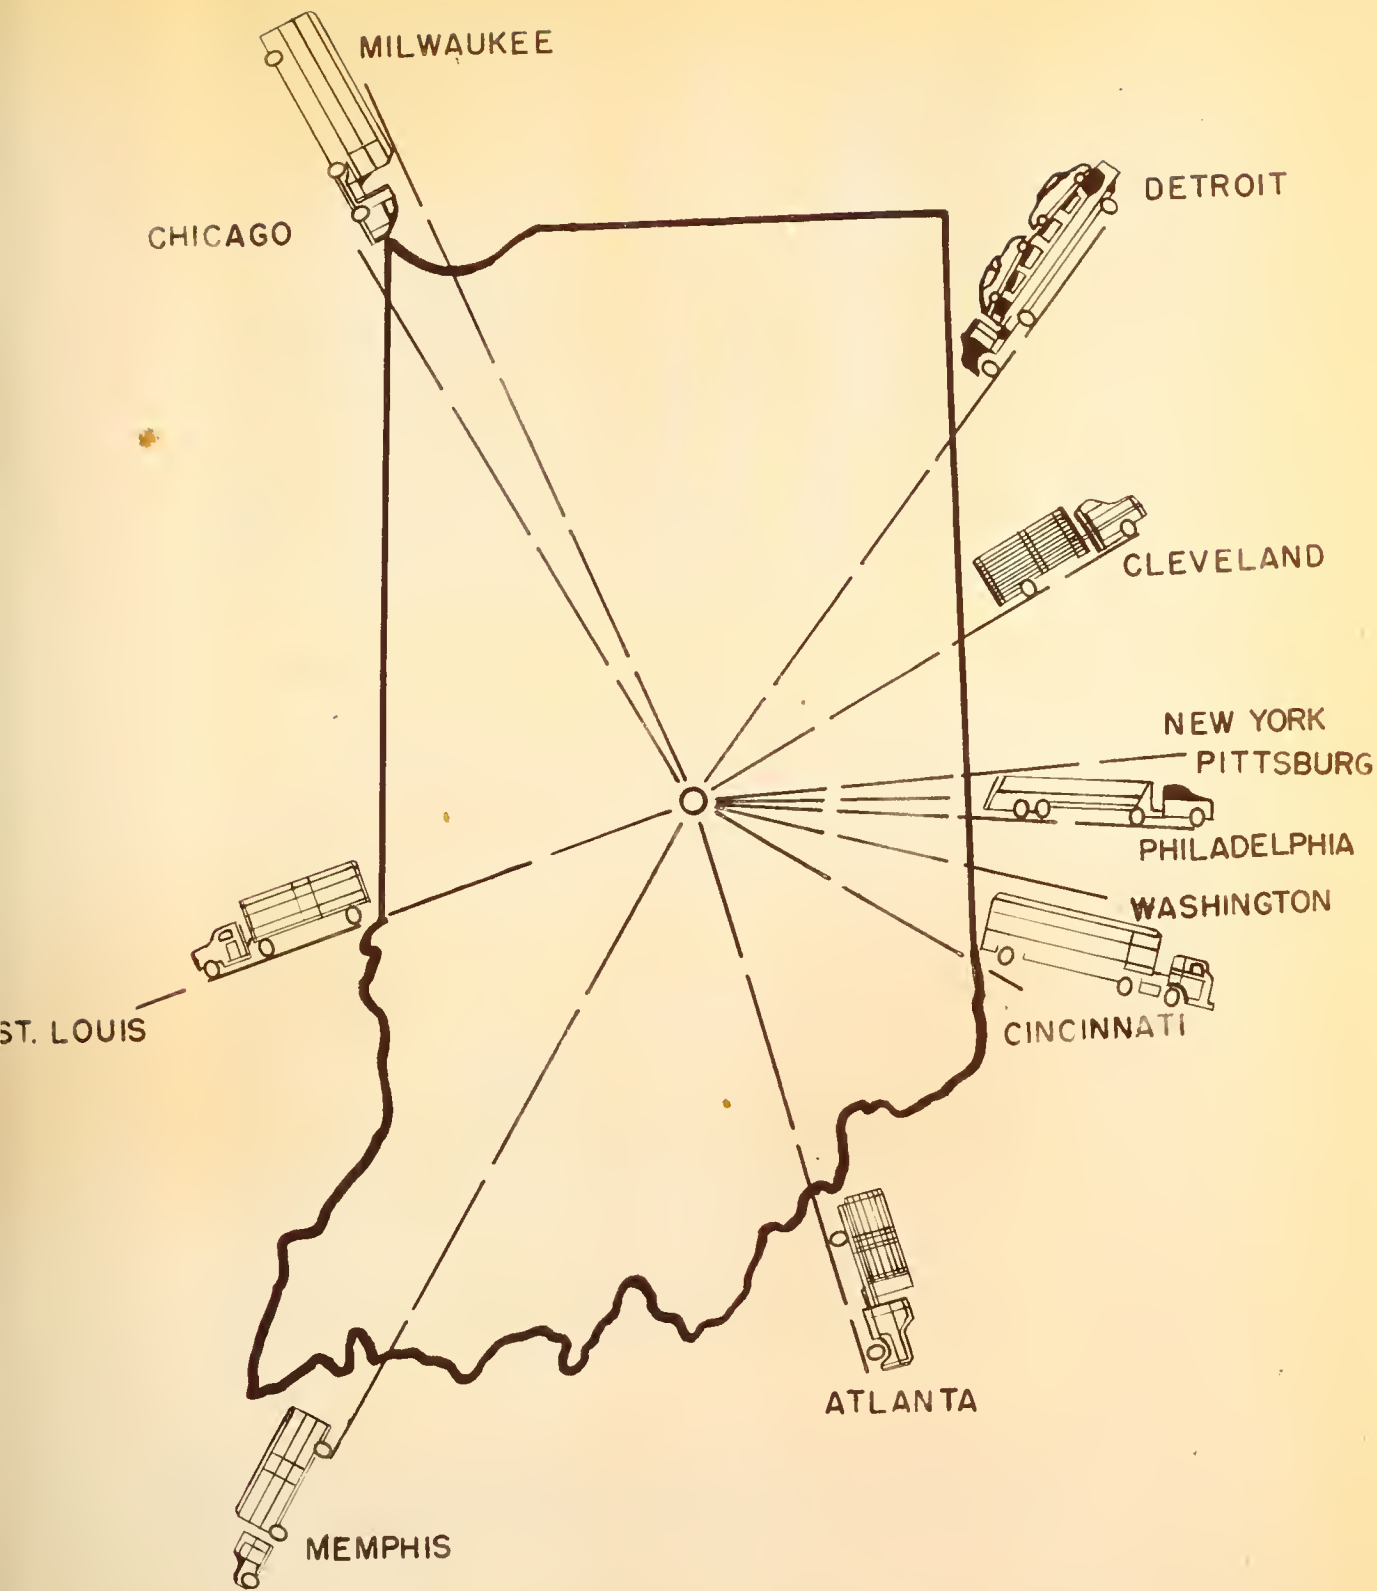 MILWAUKEE
DETROIT
CHICAGO
CLEVELAND
NEW YORK
PITTSBURG
PHILADELPHIA
WASHINGTON
ST. LOUIS
CINCINNATI
ATLANTA
MEMPHIS